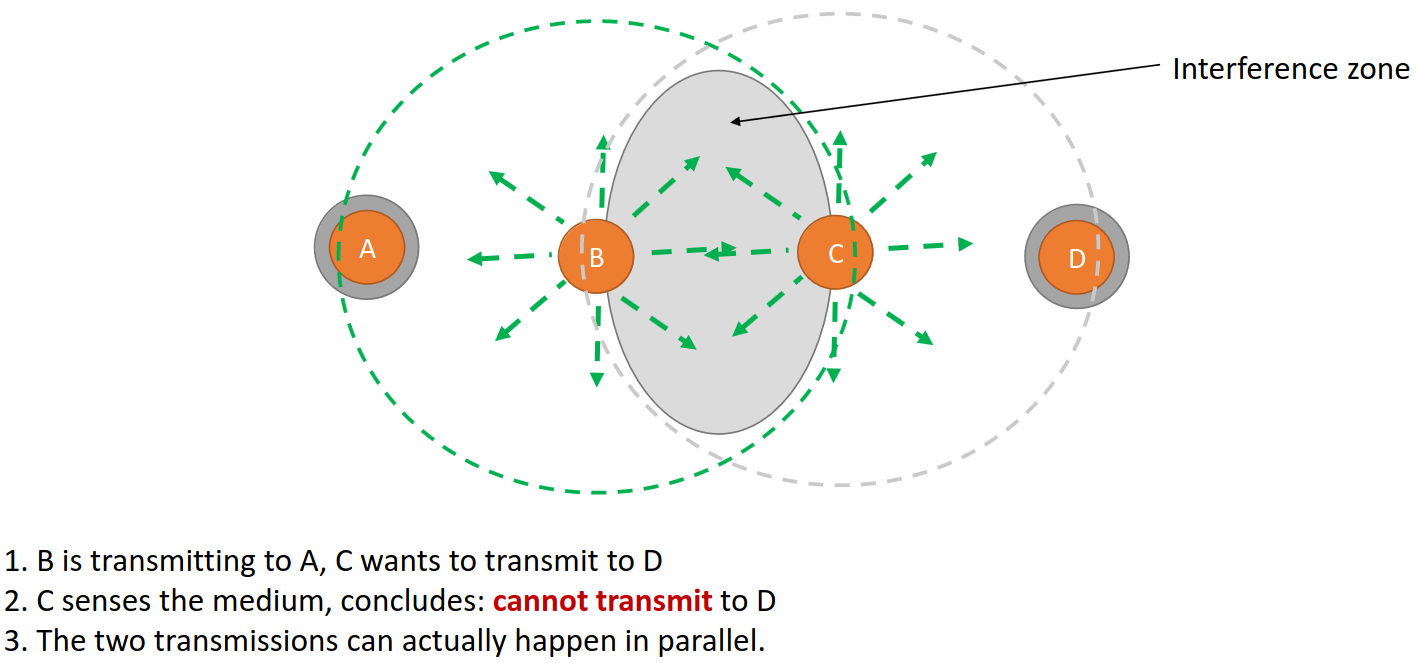 Interference zone
A
B
C
D
1. B is transmitting to A, C wants to transmit to D
2. C senses the medium, concludes: cannot transmit to D
3. The two transmissions can actually happen in parallel.